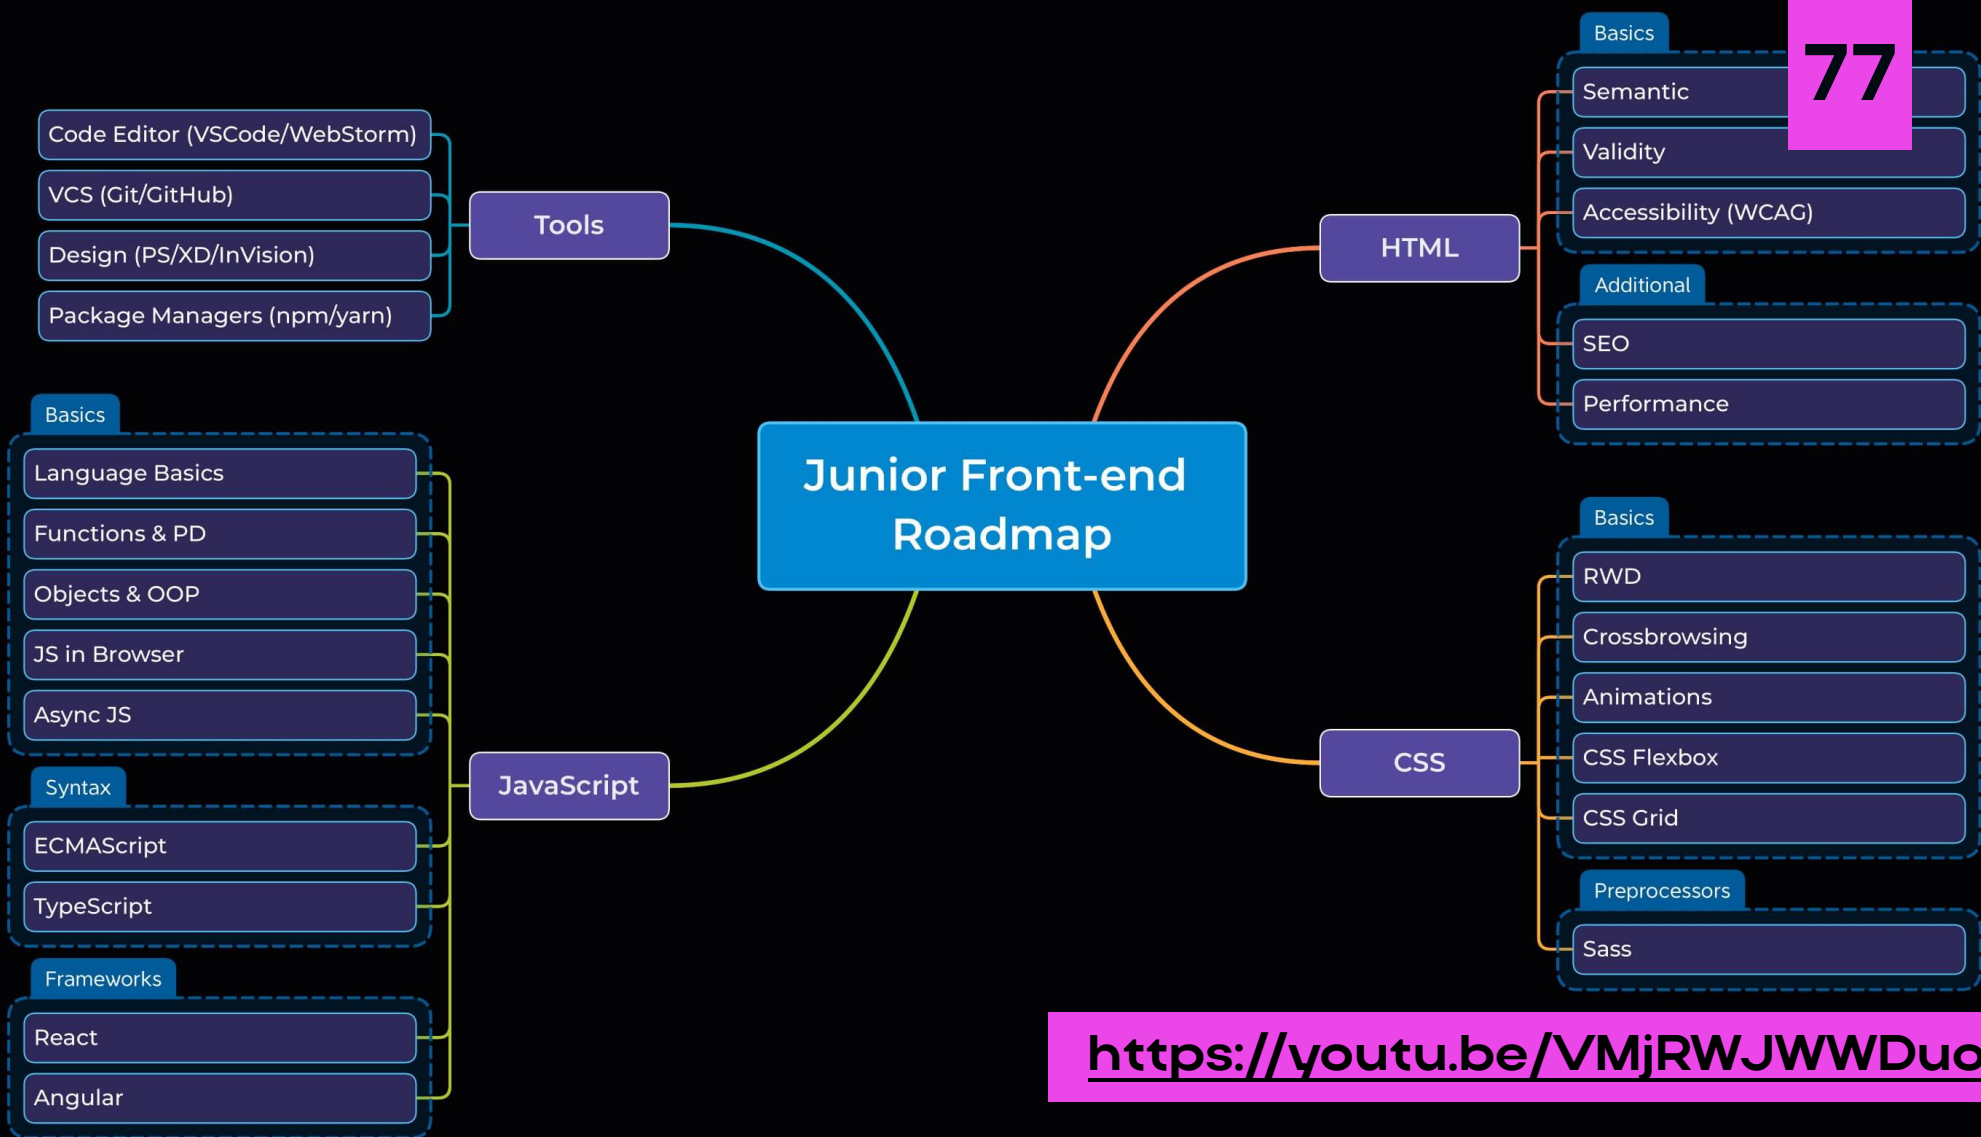 77
Junior Front-end
Roadmap
Tools
Code Editor (VSCode/WebStorm)
VCS (Git/GitHub)
Design (PS/XD/InVision)
Package Managers (npm/yarn)
JavaScript
Basics
Language Basics
Functions & PD
Objects & OOP
JS in Browser
Async JS
Syntax
ECMAScript
TypeScript
Frameworks
React
Angular
HTML
Basics
Semantic
Validity
Accessibility (WCAG)
Additional
SEO
Performance
CSS
Basics
RWD
Crossbrowsing
Animations
CSS Flexbox
CSS Grid
Preprocessors
Sass
https://youtu.be/VMjRWJWWDuo